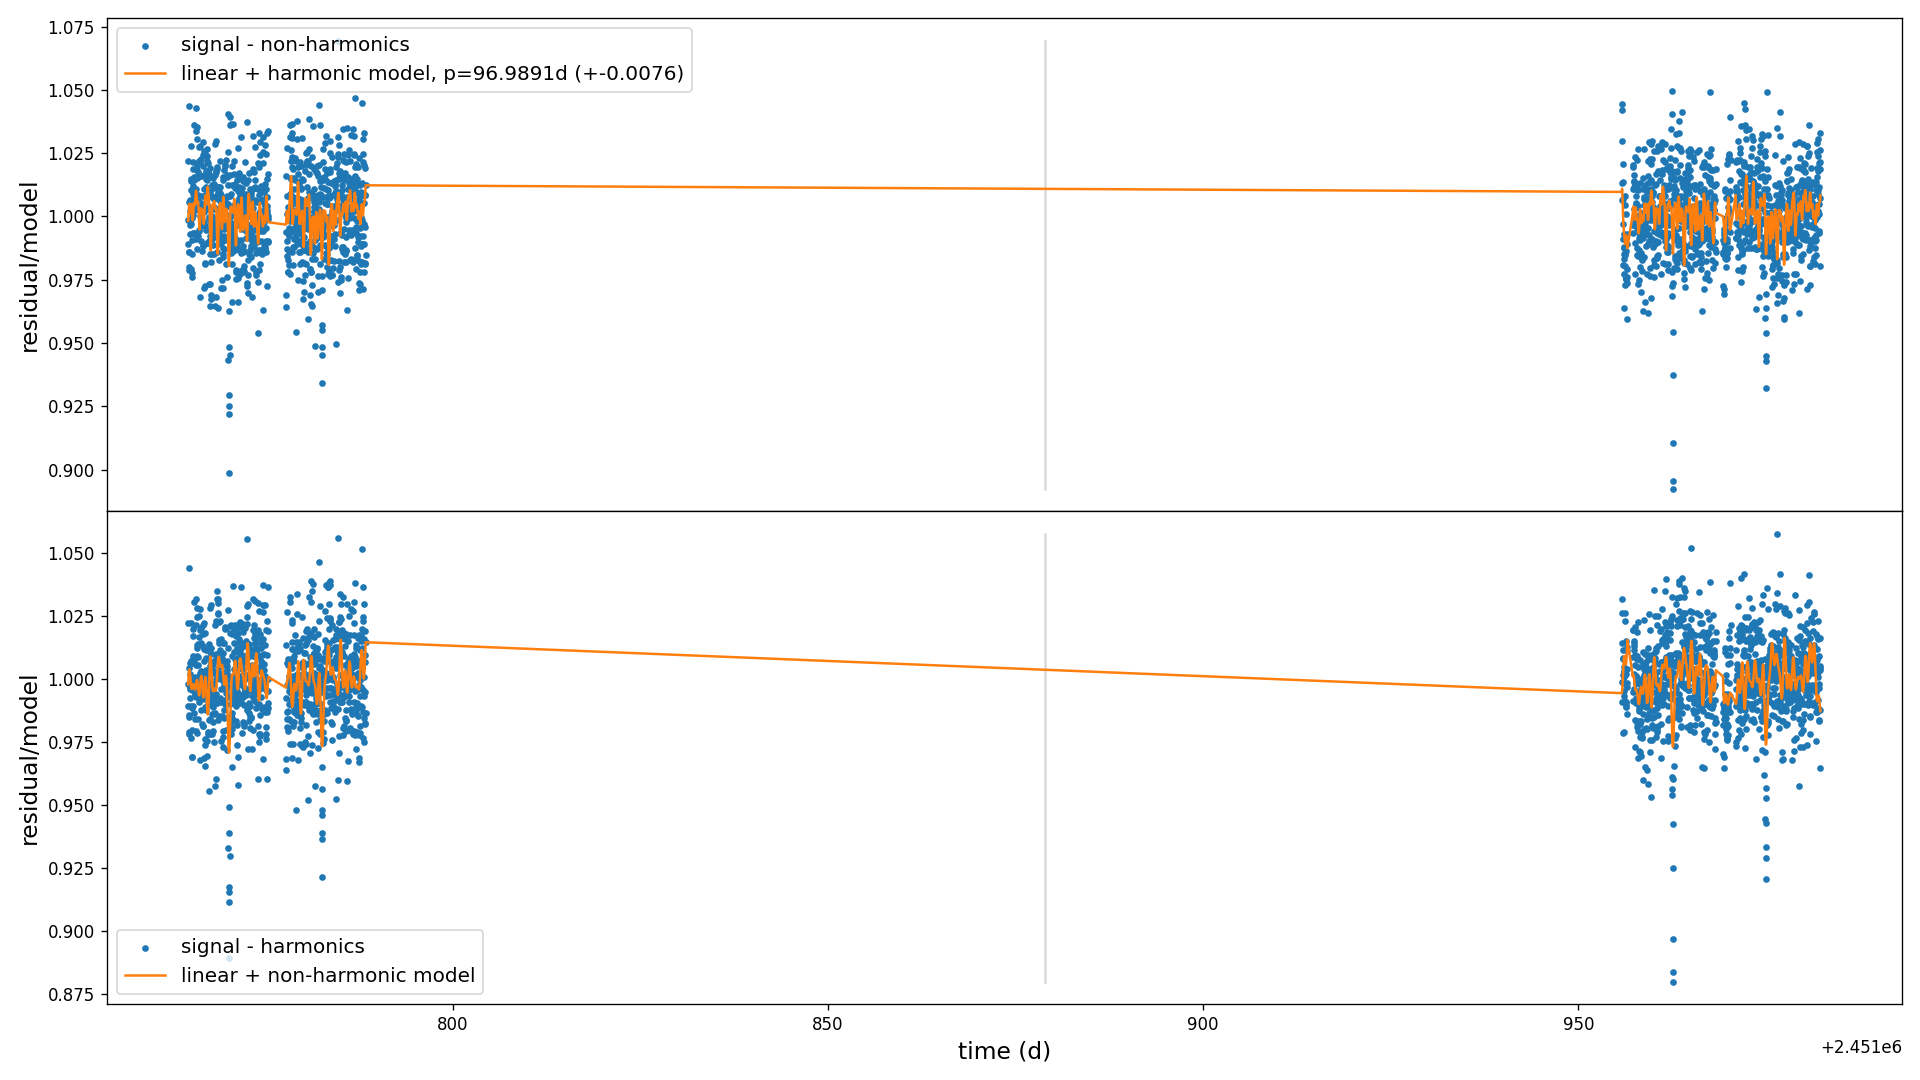 1.075
1.050
1.025
1.000
0.975
0.950
0.925
0.900
residual/model
signal - non-harmonics
linear + harmonic model, p=96.9891d (+-0.0076)
1.050
1.025
1.000
0.975
0.950
0.925
0.900
0.875
residual/model
signal - harmonics
linear + non-harmonic model
800
850
900
950
time (d)
+2.451e6